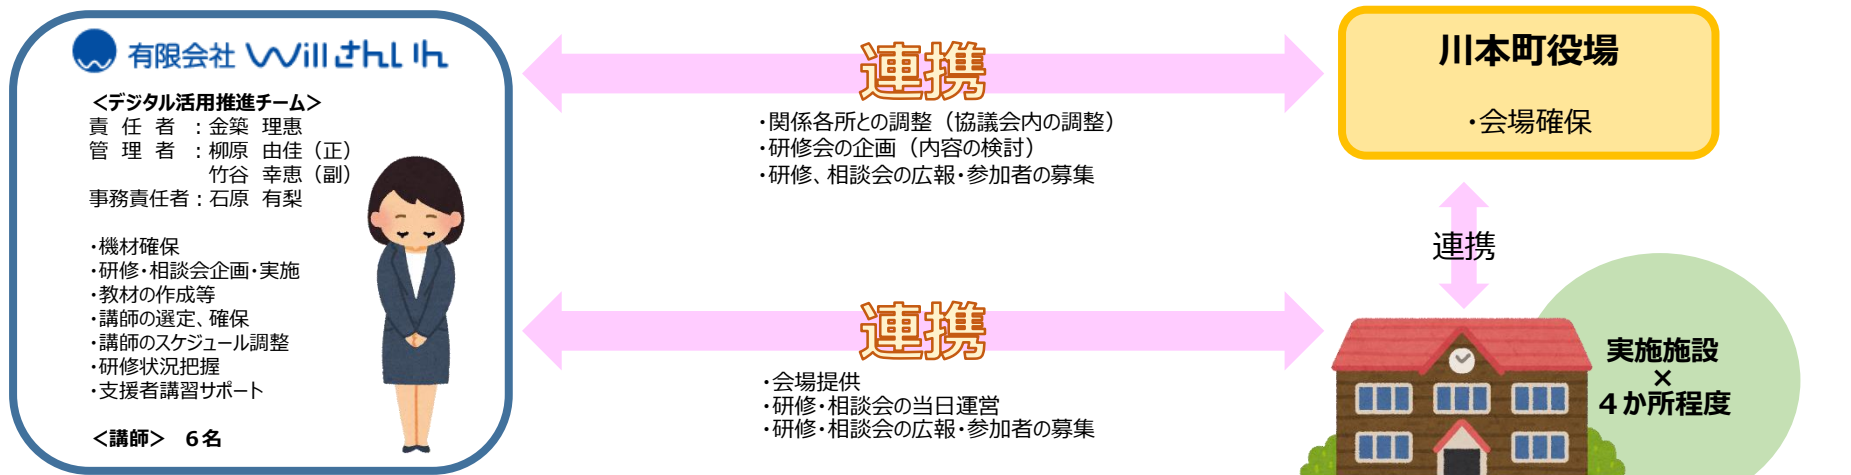 有限会社 Willさんいん
＜デジタル活用推進チーム＞
責 任 者 ：金築 理恵
管 理 者 ：柳原 由佳（正）
竹谷 幸恵（副）
事務責任者：石原 有梨
・機材確保
・研修・相談会企画・実施
・教材の作成等
・講師の選定、確保
・講師のスケジュール調整
・研修状況把握
・支援者講習サポート
＜講師＞ ６名
連携
・関係各所との調整（協議会内の調整）
・研修会の企画（内容の検討）
・研修、相談会の広報・参加者の募集
連携
・会場提供
・研修・相談会の当日運営
・研修・相談会の広報・参加者の募集
川本町役場
・会場確保
連携
実施施設
×
４か所程度